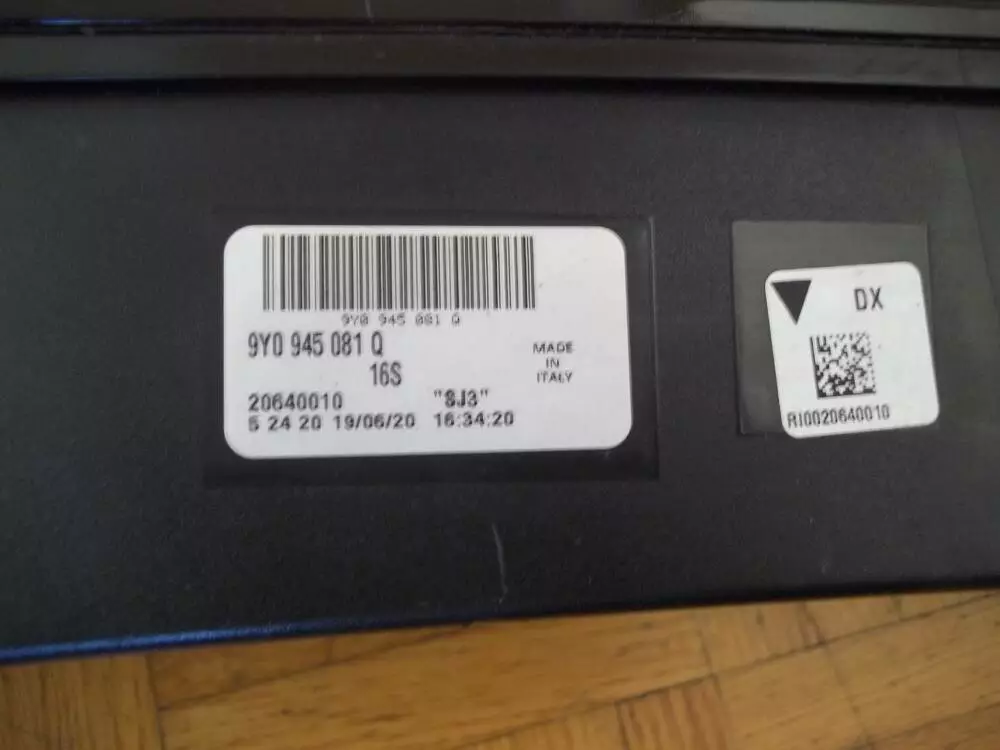 9Y0 945 081 Q
9Y0 945 081 Q
16S
MADE
IN
ITALY
20640010 "SJ3"
5 24 20 19/06/20 16:34:20
DX
RI0020640010